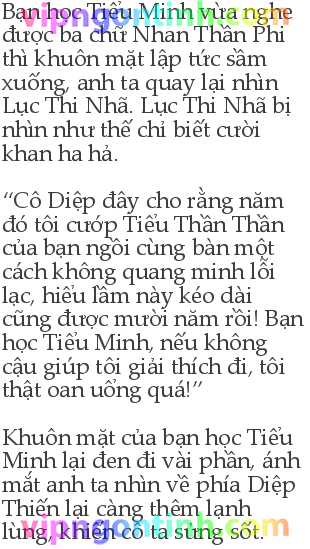 Bạn học Tiểu Minh vừa nghe
được ba chữ Nhan Thần Phi
thì khuôn mặt lập tức sầm
xuống, anh ta quay lại nhìn
Lục Thi Nhã. Lục Thi Nhã bị
nhìn như thế chỉ biết cười
khan ha hả.
“Cô Diệp đây cho rằng năm
đó tôi cướp Tiểu Thần Thần
của bạn ngồi cùng bàn một
cách không quang minh lỗi
lạc, hiểu lầm này kéo dài
cũng được mười năm rồi! Bạn
học Tiểu Minh, nếu không
cậu giúp tôi giải thích đi, tôi
thật oan uổng quá!”
Khuôn mặt của bạn học Tiểu
Minh lại đen đi vài phần, ánh
mắt anh ta nhìn về phía Diệp
Thiến lại càng thêm lạnh
lùng, khiến cô ta sững sốt.
vipngontinh.com
vipngontinh.com